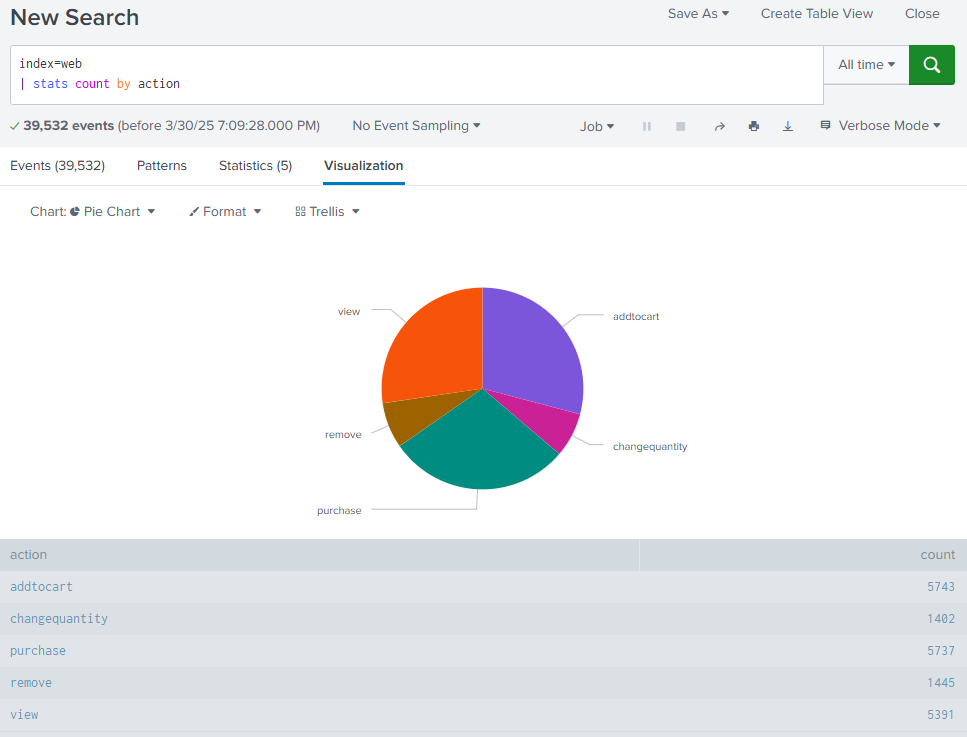 New Search
Save As Create Table View Close
index=web
| stats count by action
All time
39,532 events (before 3/30/25 7:09:28.000 PM) No Event Sampling Job Verbose Mode
Events (39,532) Patterns Statistics (5) Visualization
Chart: Pie Chart Format Trellis
view
addtocart
remove
changequantity
purchase
action count
addtocart 5743
changequantity 1402
purchase 5737
remove 1445
view 5391